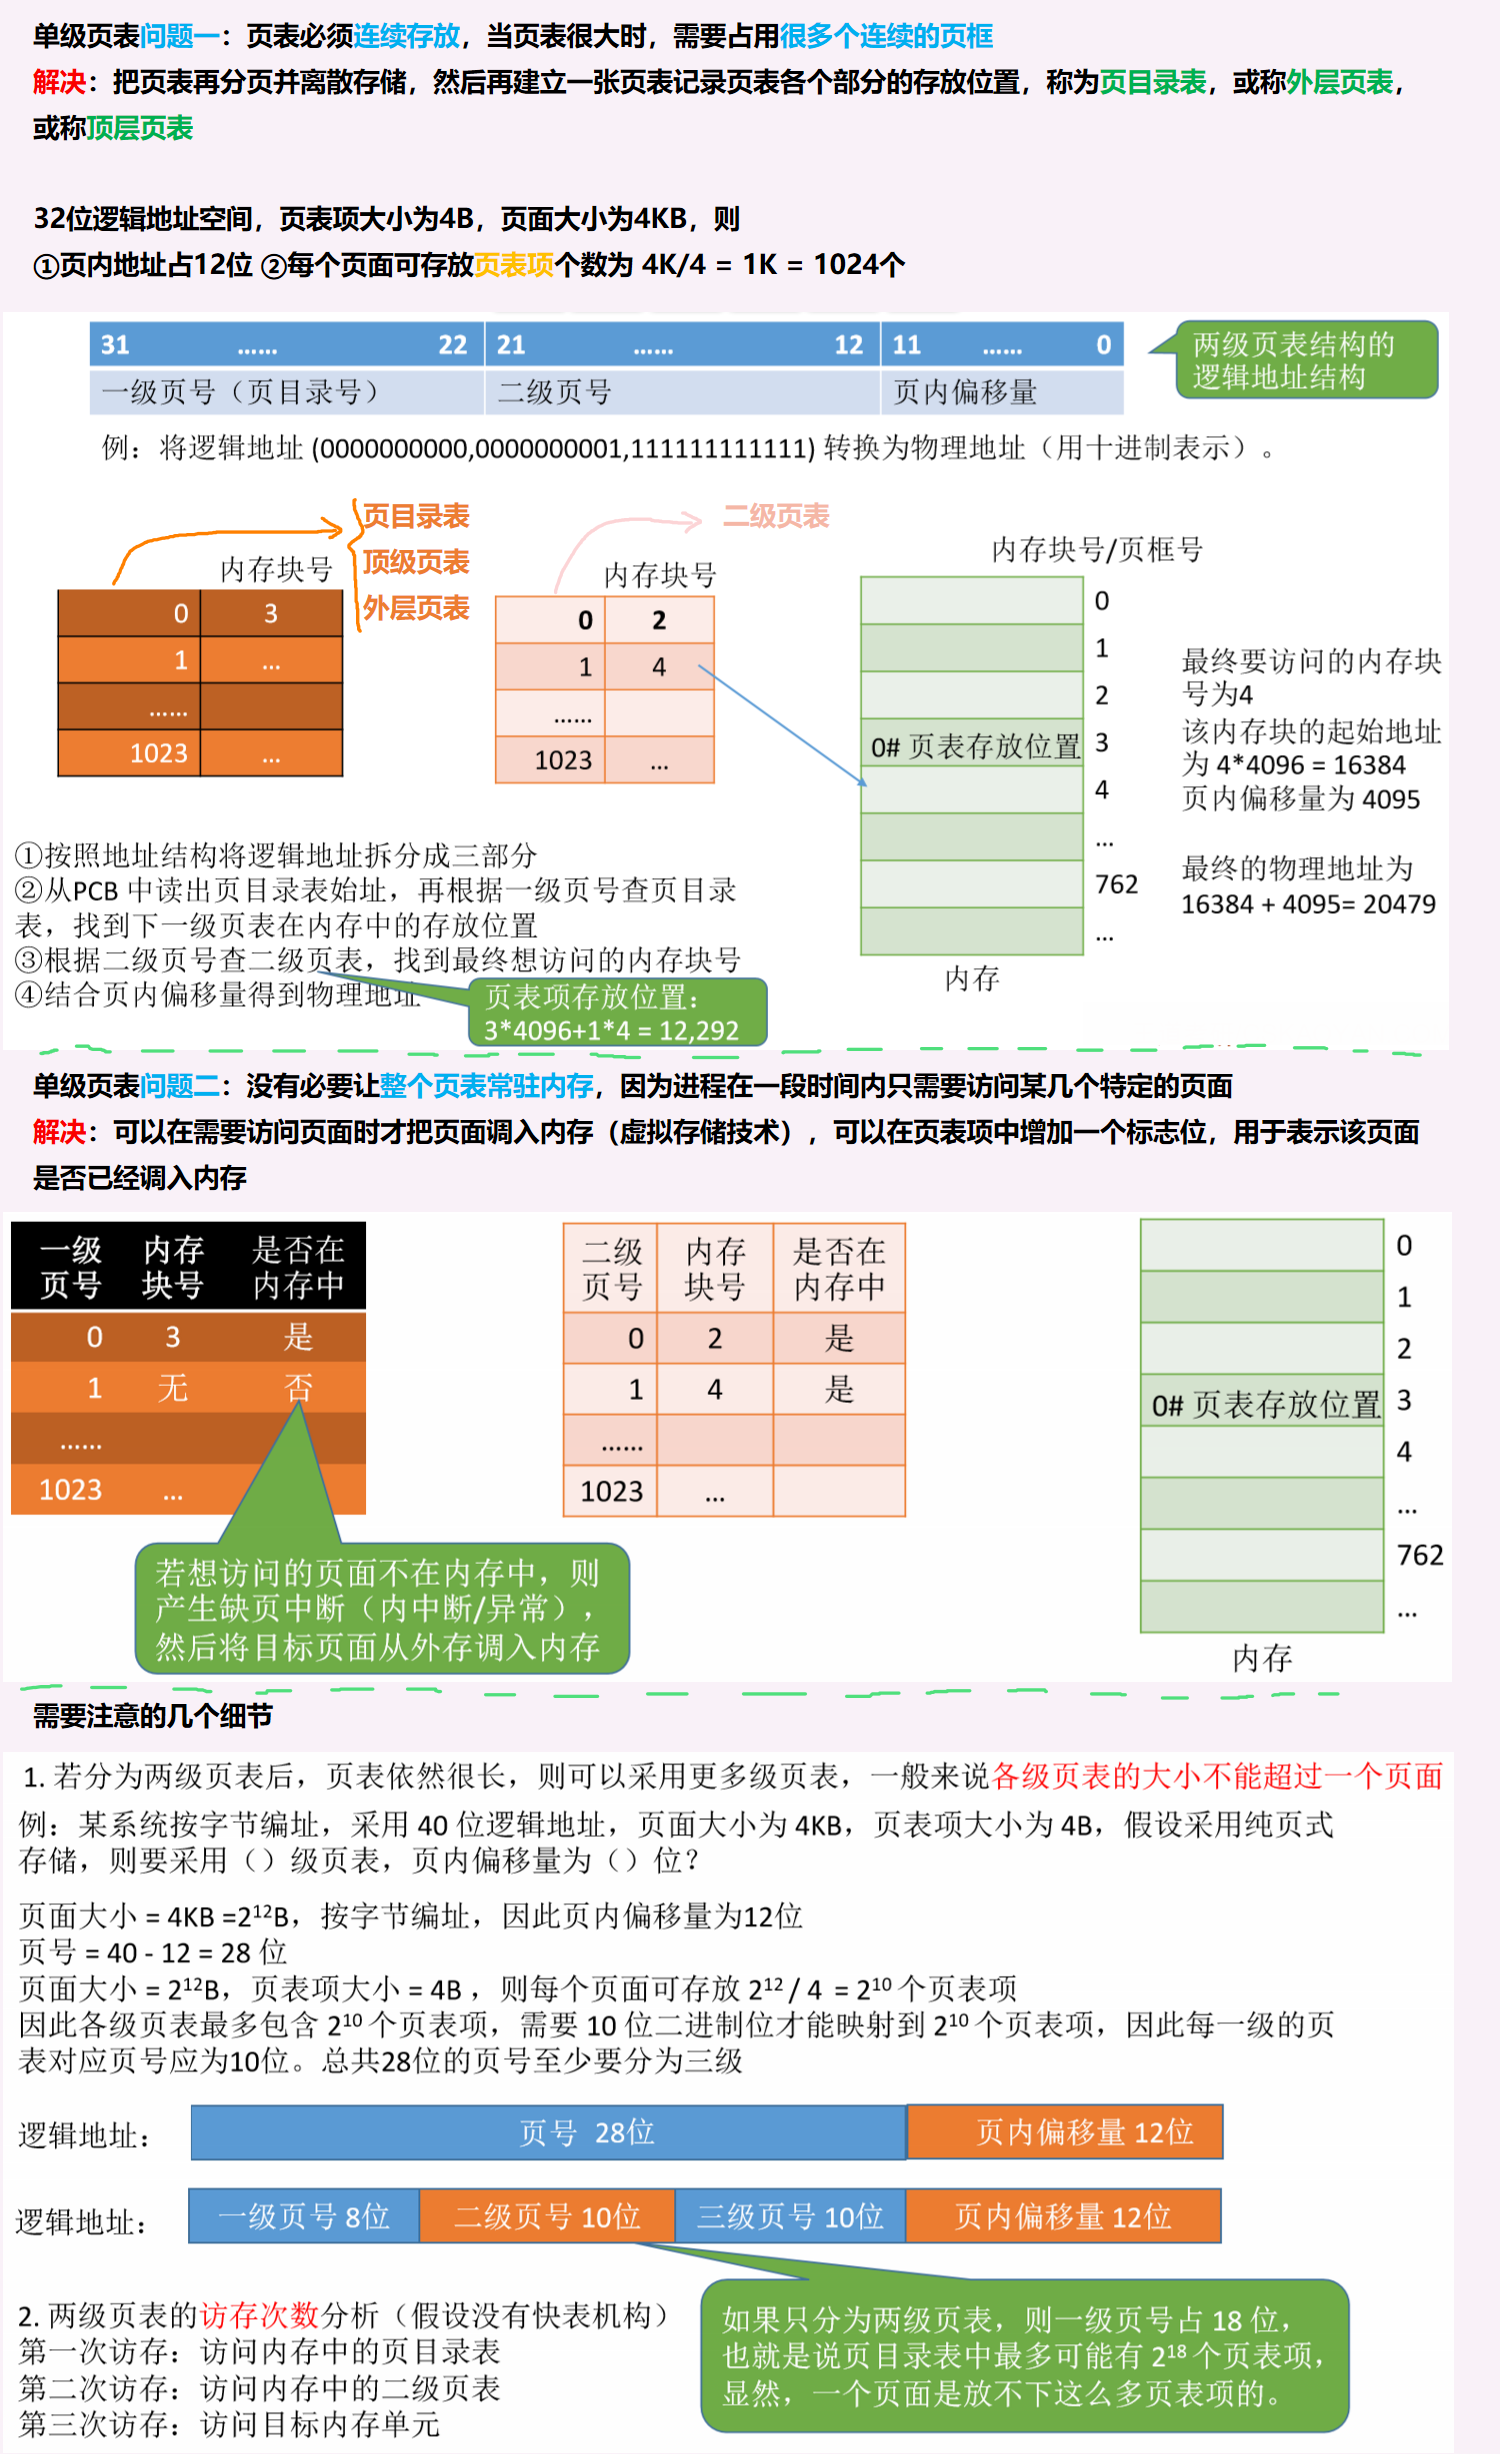 单级页表问题一：页表必须连续存放，当页表很大时，需要占用很多个连续的页框
解决：把页表再分页并离散存储，然后再建立一张页表记录页表各个部分的存放位置，称为页目录表，或称外层页表，
或称顶层页表
32位逻辑地址空间，页表项大小为4B，页面大小为4KB，则
①页内地址占12位 ②每个页面可存放页表项个数为 4K/4 = 1K = 1024个
31 …… 22 21 …… 12 11 …… 0
一级页号（页目录号） 二级页号 页内偏移量
两级页表结构的
逻辑地址结构
例：将逻辑地址 (0000000000,0000000001,111111111111) 转换为物理地址（用十进制表示）。
页目录表
顶级页表
外层页表
内存块号
0 3
1 ...
……
1023 ...
二级页表
内存块号
0 2
1 4
……
1023 ...
内存块号/页框号
0
1
2
0# 页表存放位置 3
4
...
762
...
内存
最终要访问的内存块
号为4
该内存块的起始地址
为 4*4096 = 16384
页内偏移量为 4095
最终的物理地址为
16384 + 4095= 20479
①按照地址结构将逻辑地址拆分成三部分
②从PCB 中读出页目录表始址，再根据一级页号查页目录
表，找到下一级页表在内存中的存放位置
③根据二级页号查二级页表，找到最终想访问的内存块号
④结合页内偏移量得到物理地址
页表项存放位置：
3*4096+1*4 = 12,292
单级页表问题二：没有必要让整个页表常驻内存，因为进程在一段时间内只需要访问某几个特定的页面
解决：可以在需要访问页面时才把页面调入内存（虚拟存储技术），可以在页表项中增加一个标志位，用于表示该页面
是否已经调入内存
一级 内存 是否在
页号 块号 内存中
0 3 是
1 无 否
……
1023 ...
若想访问的页面不在内存中，则
产生缺页中断（内中断/异常），
然后将目标页面从外存调入内存
二级 内存 是否在
页号 块号 内存中
0 2 是
1 4 是
……
1023 ...
0
1
2
0# 页表存放位置 3
4
...
762
...
内存
需要注意的几个细节
1. 若分为两级页表后，页表依然很长，则可以采用更多级页表，一般来说各级页表的大小不能超过一个页面
例：某系统按字节编址，采用 40 位逻辑地址，页面大小为 4KB，页表项大小为 4B，假设采用纯页式
存储，则要采用（）级页表，页内偏移量为（）位？
页面大小 = 4KB =2¹²B，按字节编址，因此页内偏移量为12位
页号 = 40 - 12 = 28 位
页面大小 = 2¹²B，页表项大小 = 4B ，则每个页面可存放 2¹² / 4 = 2¹⁰ 个页表项
因此各级页表最多包含 2¹⁰ 个页表项，需要 10 位二进制位才能映射到 2¹⁰ 个页表项，因此每一级的页
表对应页号应为10位。总共28位的页号至少要分为三级
逻辑地址： 页号 28位 页内偏移量 12位
逻辑地址： 一级页号 8位 二级页号 10位 三级页号 10位 页内偏移量 12位
如果只分为两级页表，则一级页号占 18 位，
也就是说页目录表中最多可能有 2¹⁸ 个页表项，
显然，一个页面是放不下这么多页表项的。
2. 两级页表的访存次数分析（假设没有快表机构）
第一次访存：访问内存中的页目录表
第二次访存：访问内存中的二级页表
第三次访存：访问目标内存单元